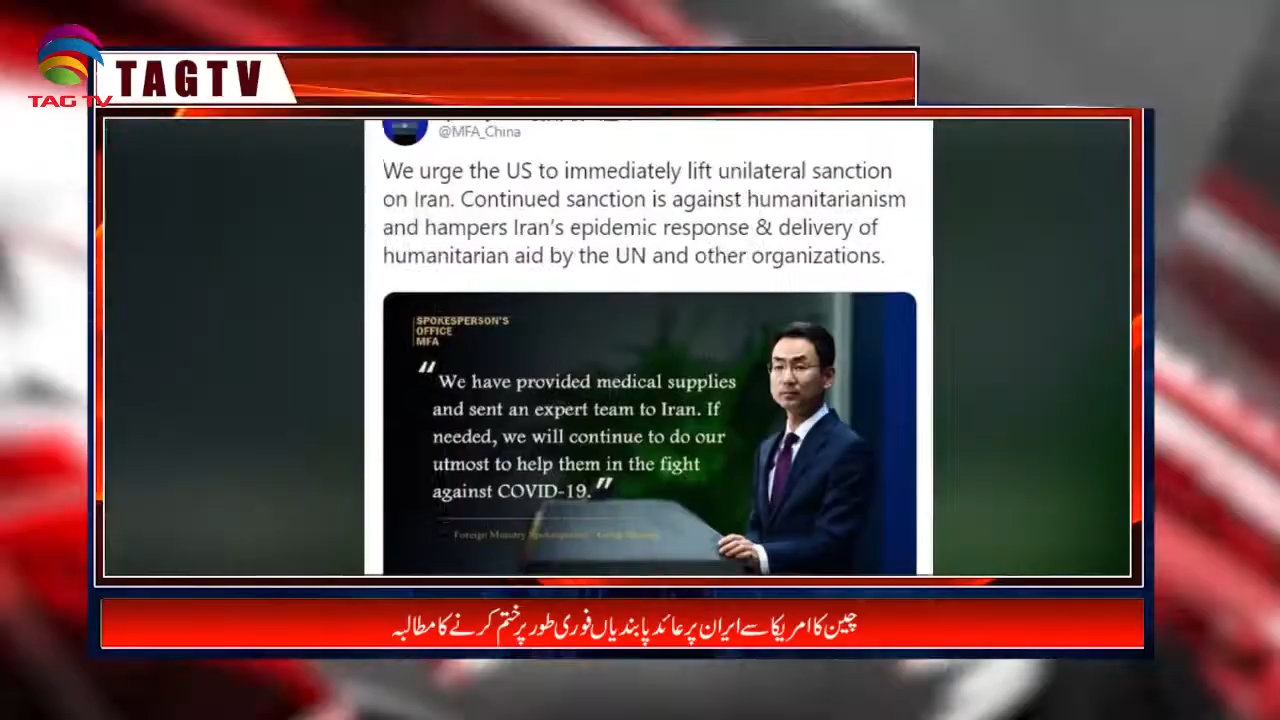 TAG TV
TAGTV
@MFA_China
We urge the US to immediately lift unilateral sanction
on Iran. Continued sanction is against humanitarianism
and hampers Iran's epidemic response & delivery of
humanitarian aid by the UN and other organizations.
SPOKESPERSON'S
OFFICE
MFA
“We have provided medical supplies
and sent an expert team to Iran. If
needed, we will continue to do our
utmost to help them in the fight
against COVID-19.”
Foreign Ministry Spokesperson
چین کا امریکا سے ایران پر عائد پابندیاں فوری طور پر ختم کرنے کا مطالبہ